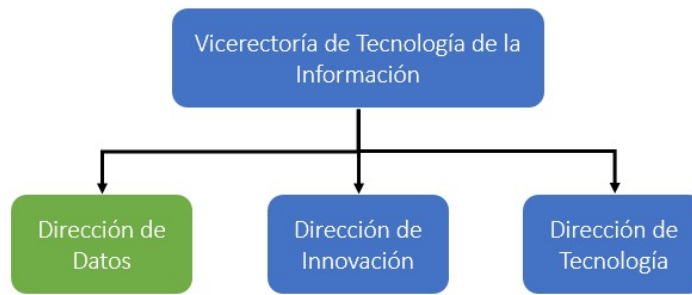 Vicerectoría de Tecnología de la
Información
Dirección de
Datos
Dirección de
Innovación
Dirección de
Tecnología